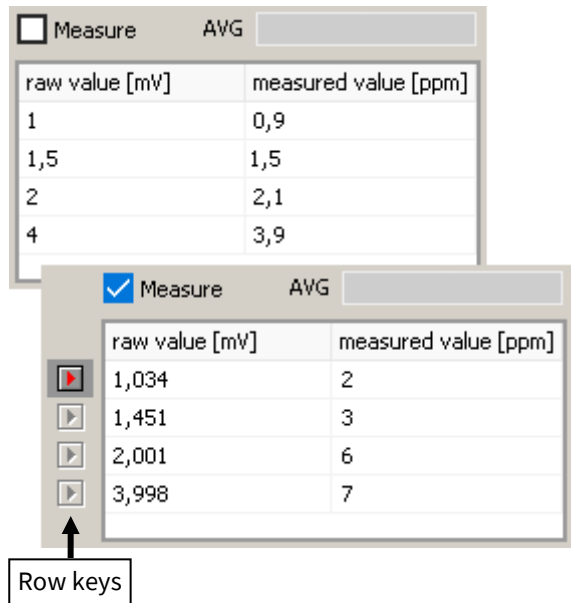 Measure AVG
raw value [mV] measured value [ppm]
1 0,9
1,5 1,5
2 2,1
4 3,9
Measure AVG
raw value [mV] measured value [ppm]
1,034 2
1,451 3
2,001 6
3,998 7
Row keys